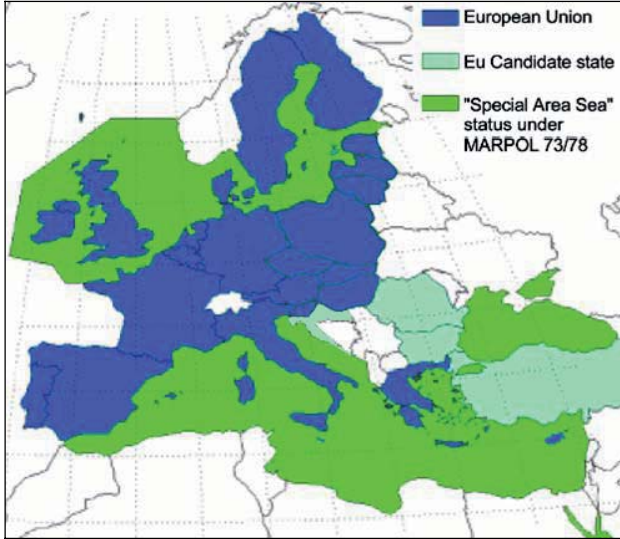 European Union
Eu Candidate state
"Special Area Sea"
status under
MARPOL 73/78